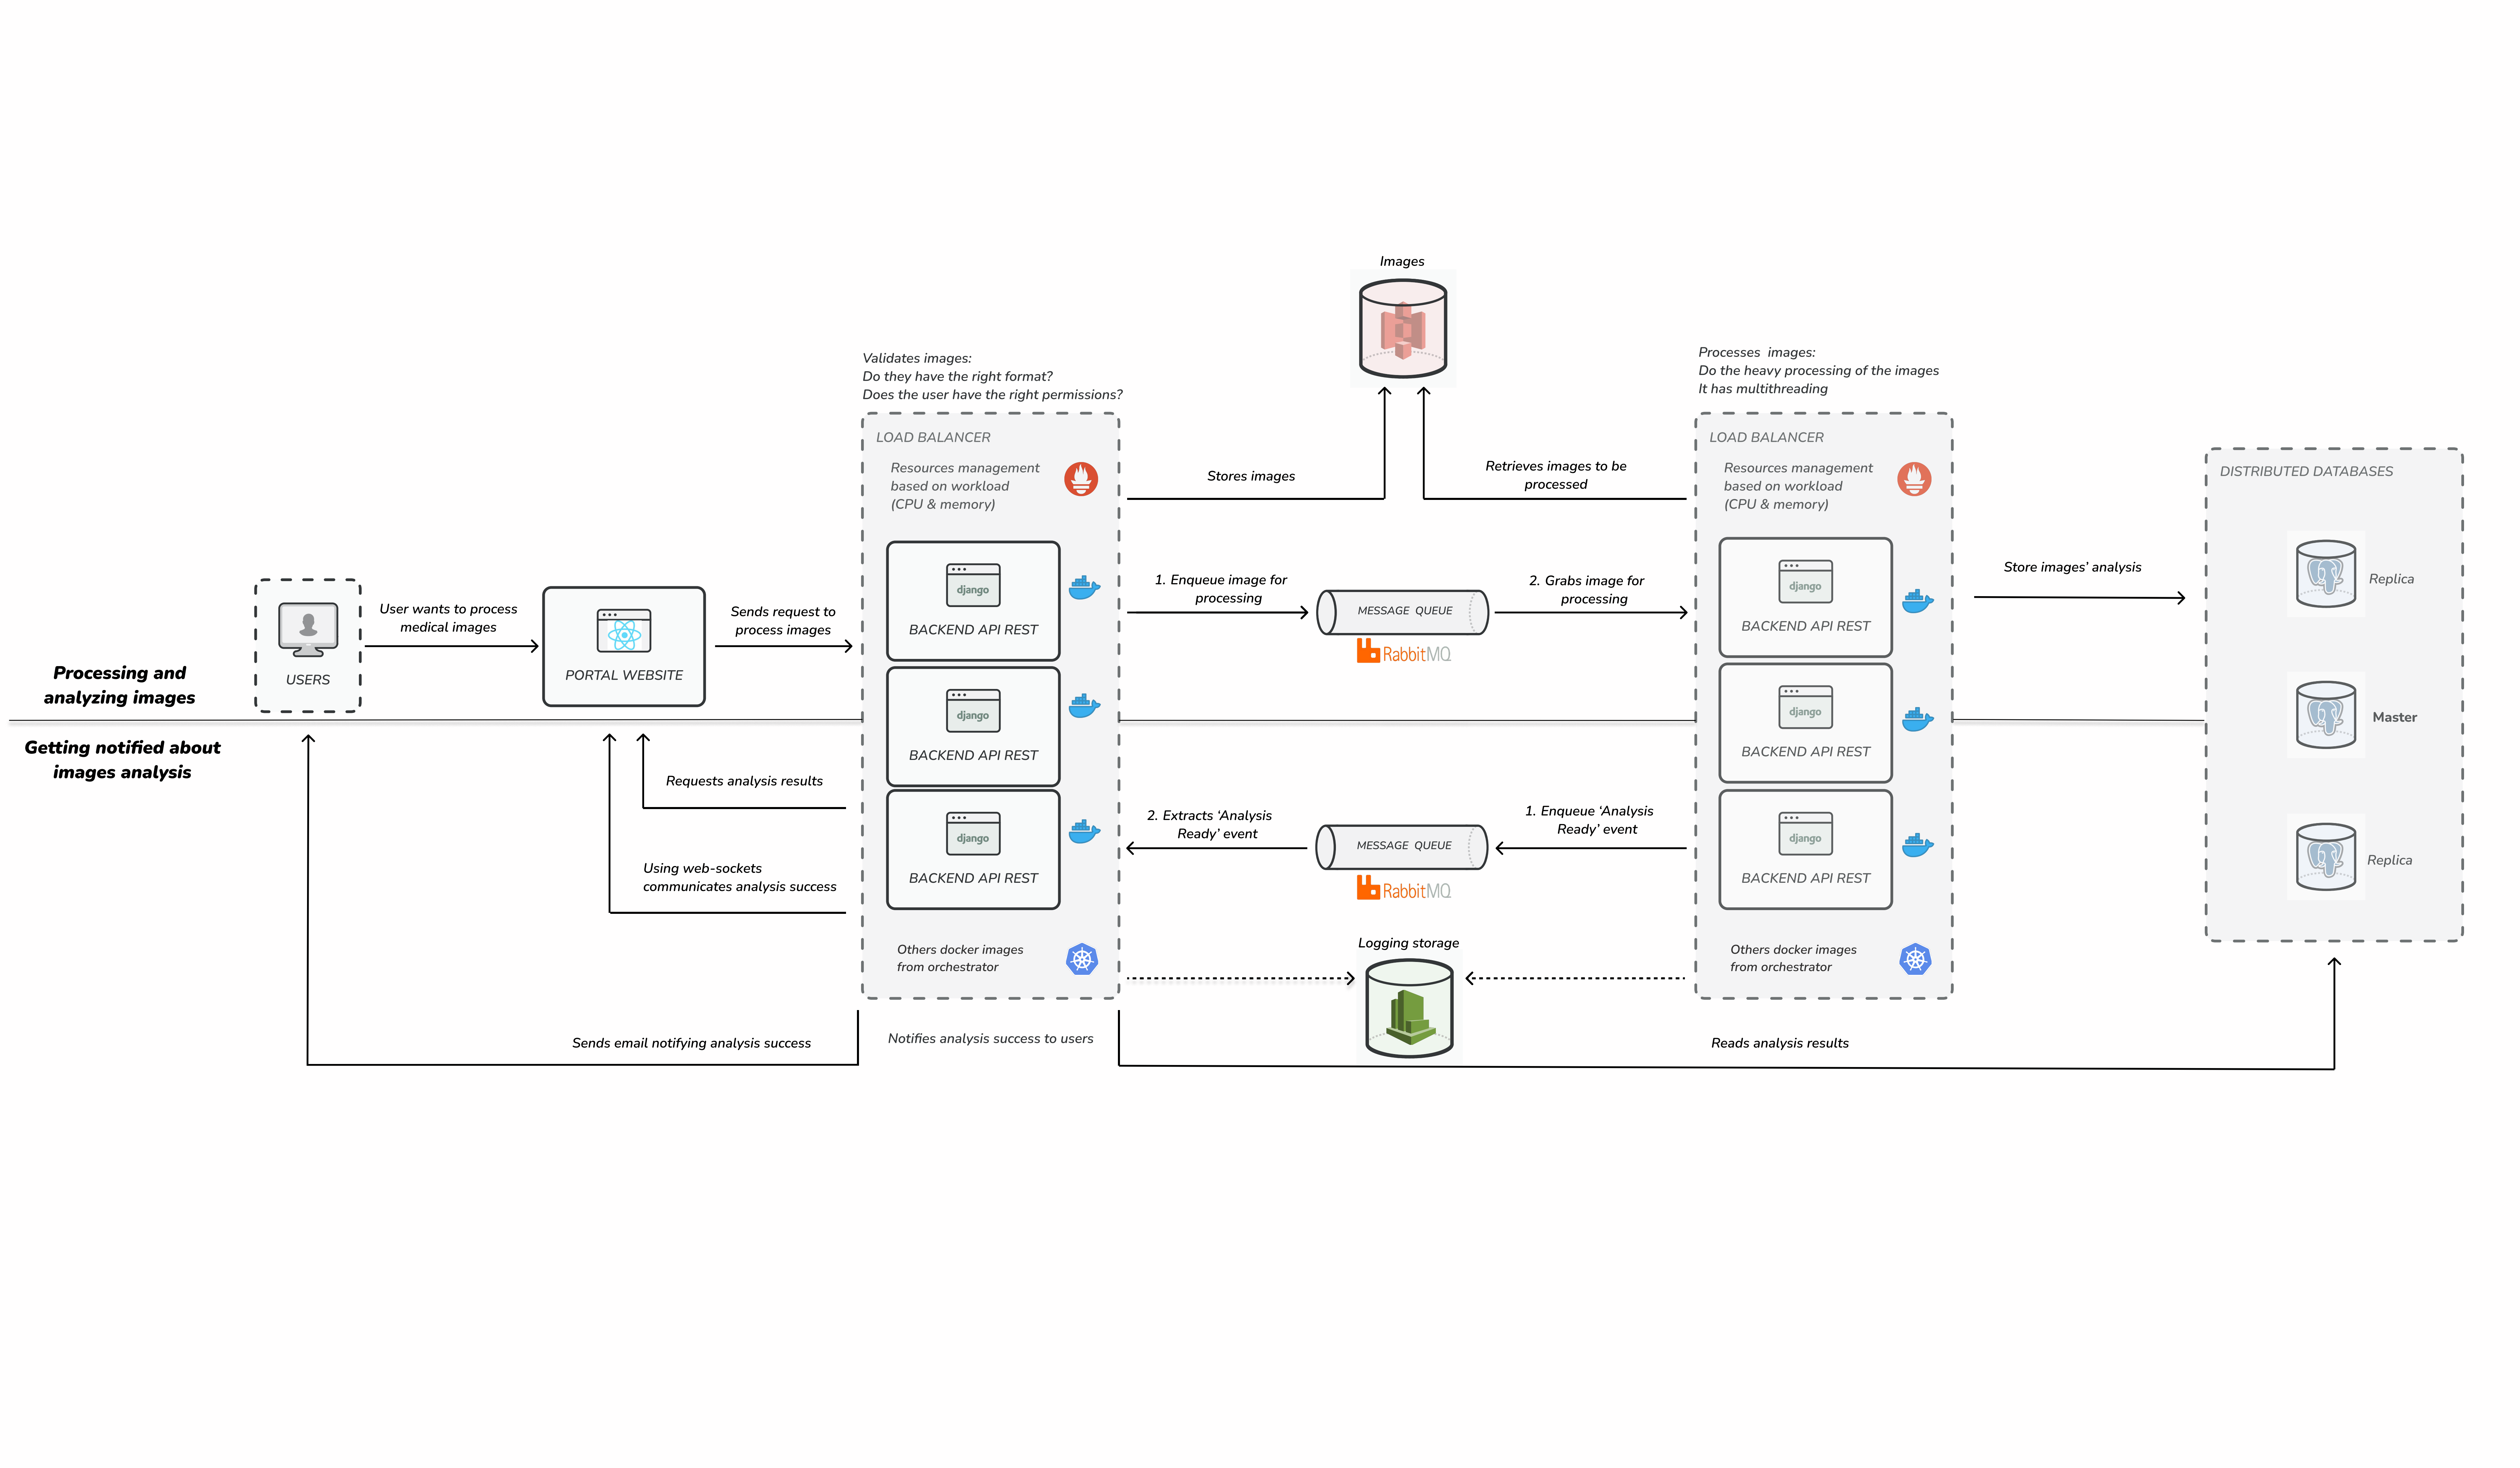 Images
Validates images:
Do they have the right format?
Does the user have the right permissions?
Processes images:
Do the heavy processing of the images
It has multithreading
LOAD BALANCER
Resources management
based on workload
(CPU & memory)
Stores images
Retrieves images to be
processed
LOAD BALANCER
Resources management
based on workload
(CPU & memory)
DISTRIBUTED DATABASES
USERS
User wants to process
medical images
PORTAL WEBSITE
Sends request to
process images
django
BACKEND API REST
1. Enqueue image for
processing
MESSAGE QUEUE
RabbitMQ
2. Grabs image for
processing
django
BACKEND API REST
Store images’ analysis
Replica
Processing and
analyzing images
django
BACKEND API REST
django
BACKEND API REST
Master
Getting notified about
images analysis
Requests analysis results
Using web-sockets
communicates analysis success
django
BACKEND API REST
2. Extracts ‘Analysis
Ready’ event
MESSAGE QUEUE
RabbitMQ
1. Enqueue ‘Analysis
Ready’ event
django
BACKEND API REST
Replica
Others docker images
from orchestrator
Logging storage
Others docker images
from orchestrator
Sends email notifying analysis success
Notifies analysis success to users
Reads analysis results